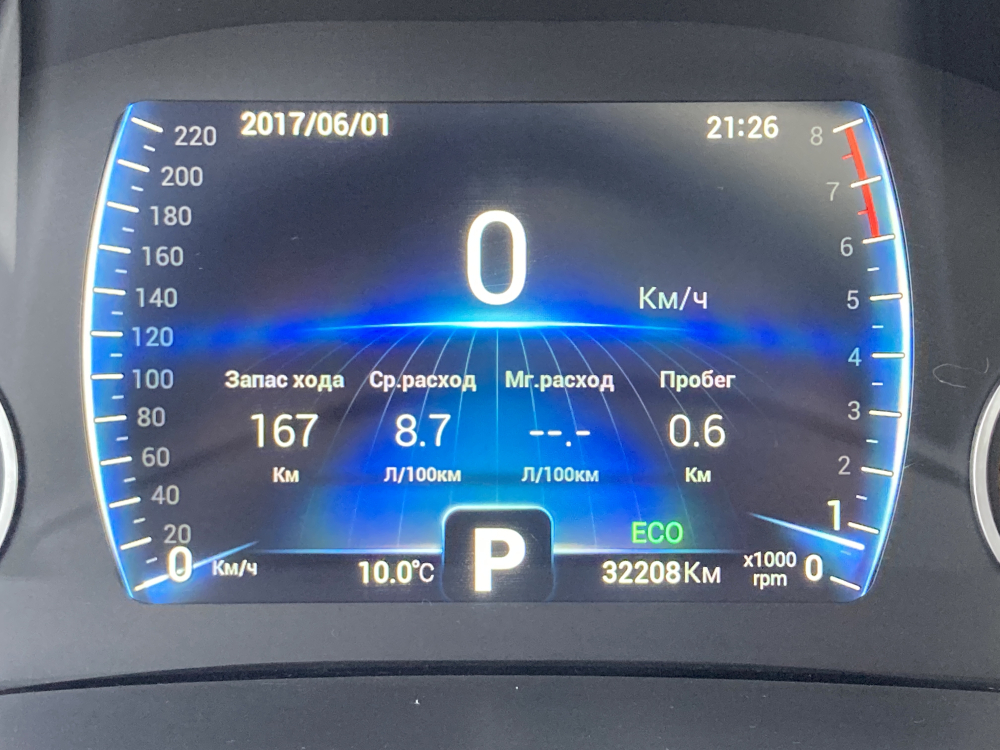 2017/06/01 21:26
220 8
200 7
180
160 6
0
140 Км/ч 5
120
100 4
Запас хода Ср.расход Мг.расход Пробег
80 3
167 8.7 --.- 0.6
60 2
Км Л/100км Л/100км Км
40
20 1
ECO
0 Км/ч 10.0°C P 32208Км x1000 rpm 0